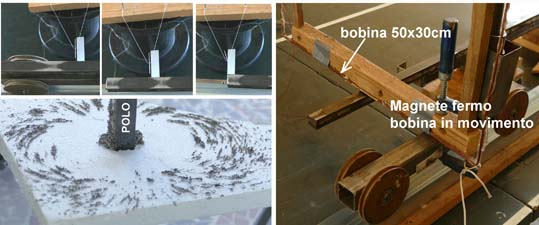 POLO
bobina 50x30cm
Magnete fermo
bobina in movimento